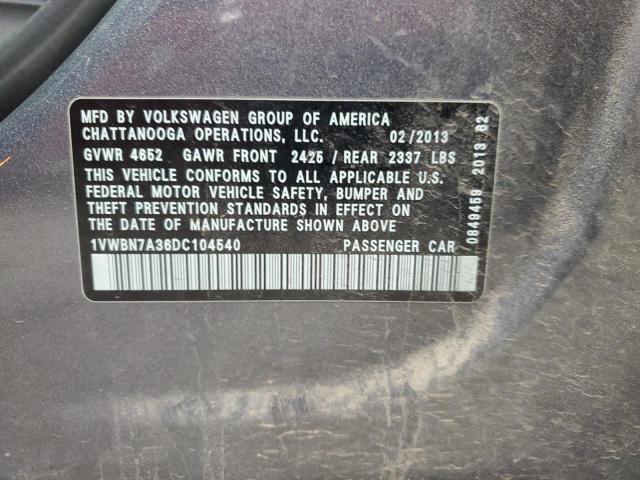 MFD BY VOLKSWAGEN GROUP OF AMERICA
CHATTANOOGA OPERATIONS, LLC. 02/2013
GVWR 4652 GAWR FRONT 2425 / REAR 2337 LBS
THIS VEHICLE CONFORMS TO ALL APPLICABLE U.S.
FEDERAL MOTOR VEHICLE SAFETY, BUMPER AND
THEFT PREVENTION STANDARDS IN EFFECT ON
THE DATE OF MANUFACTURE SHOWN ABOVE
1VWBN7A36DC104540 PASSENGER CAR
0849459 2013 62